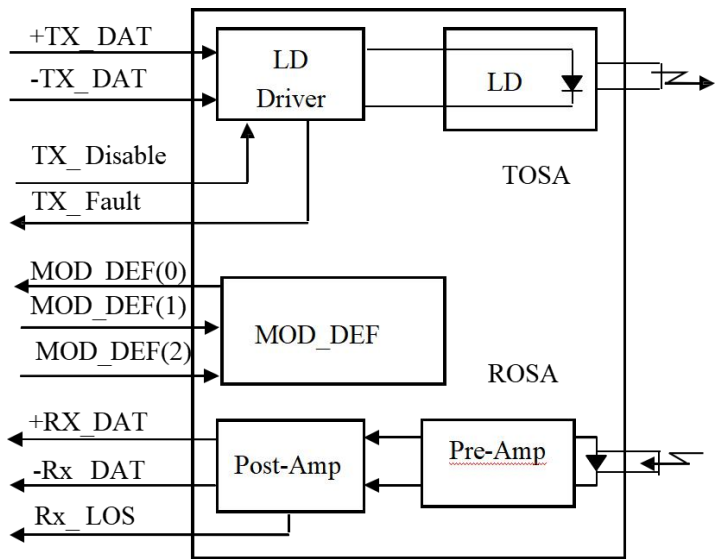 +TX_DAT
LD
Driver
LD
-TX_DAT
TX_Disable
TOSA
TX_Fault
MOD_DEF(0)
MOD_DEF(1)
MOD_DEF
MOD_DEF(2)
ROSA
+RX_DAT
Post-Amp
Pre-Amp
-Rx_DAT
Rx_LOS